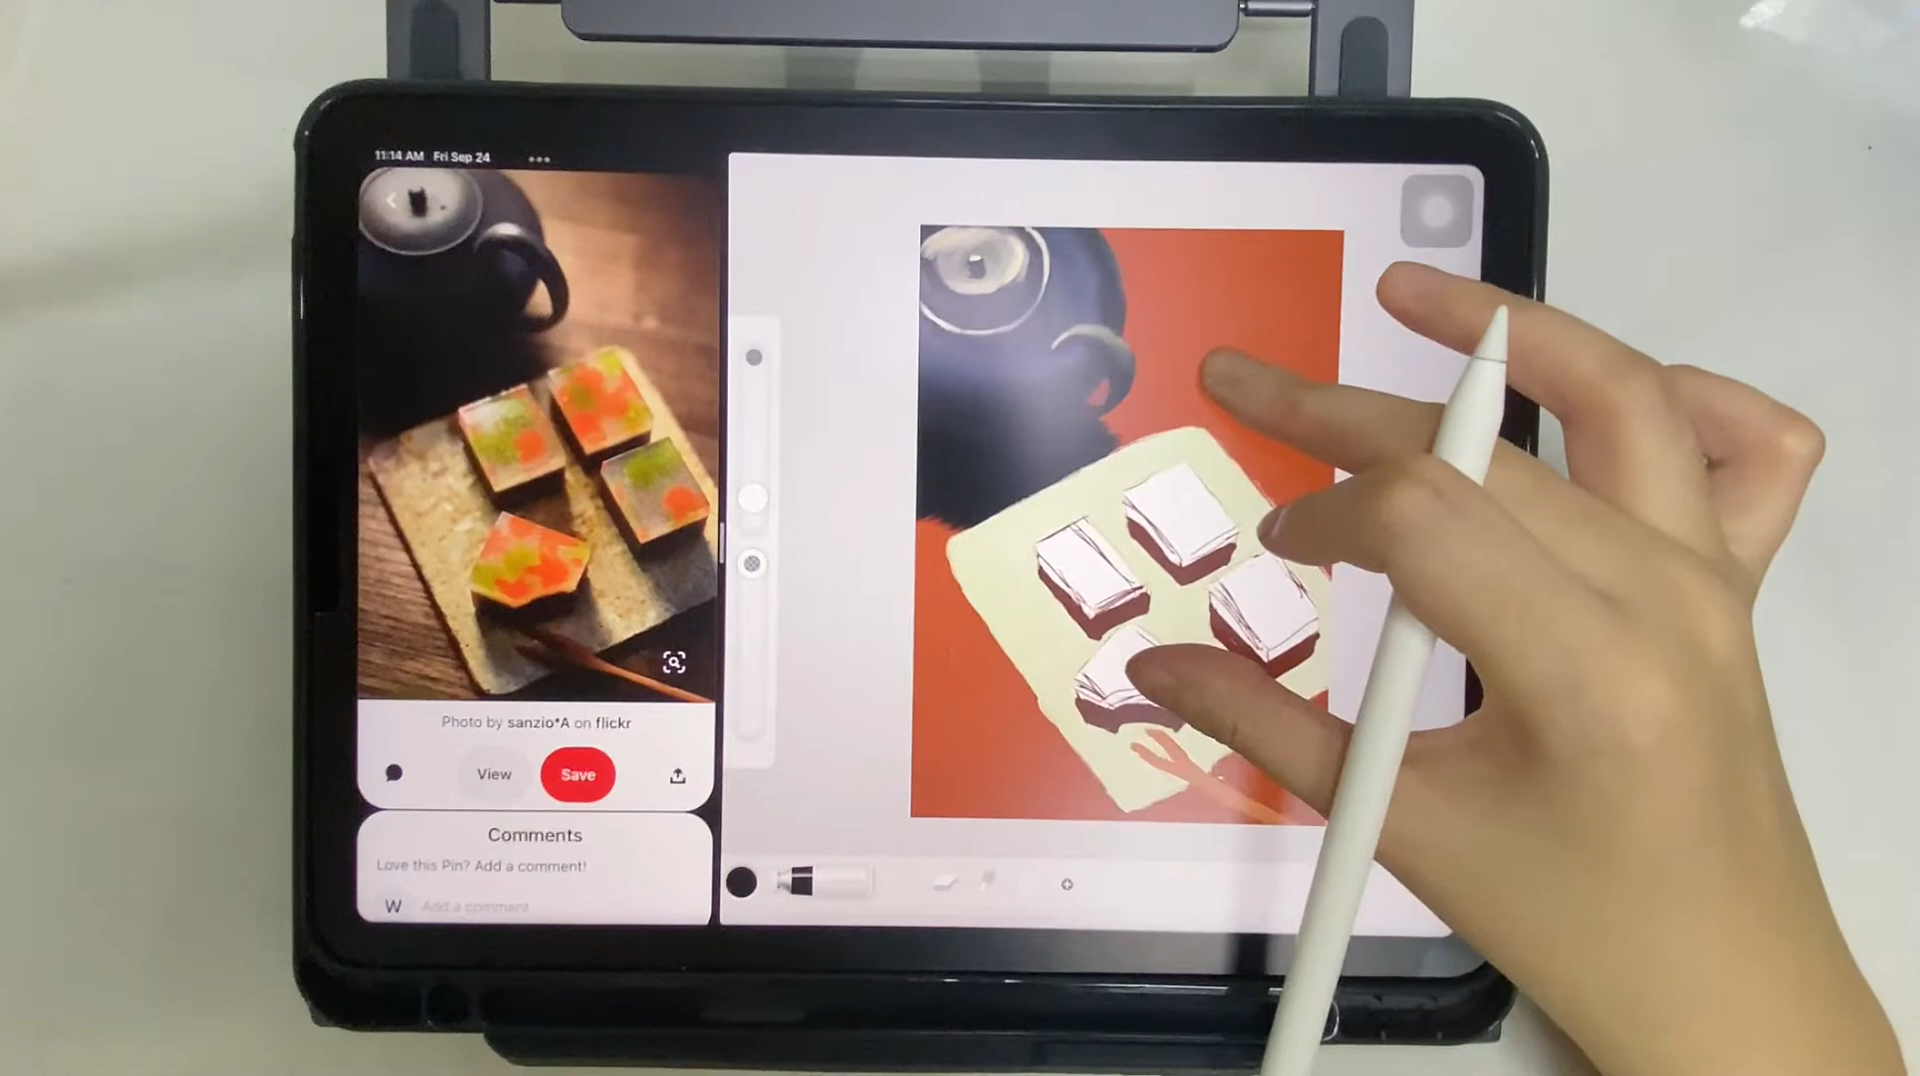 11:14 AM Fri Sep 24
Photo by sanzio*A on flickr
View
Save
Comments
Love this Pin? Add a comment!
W
Add a comment